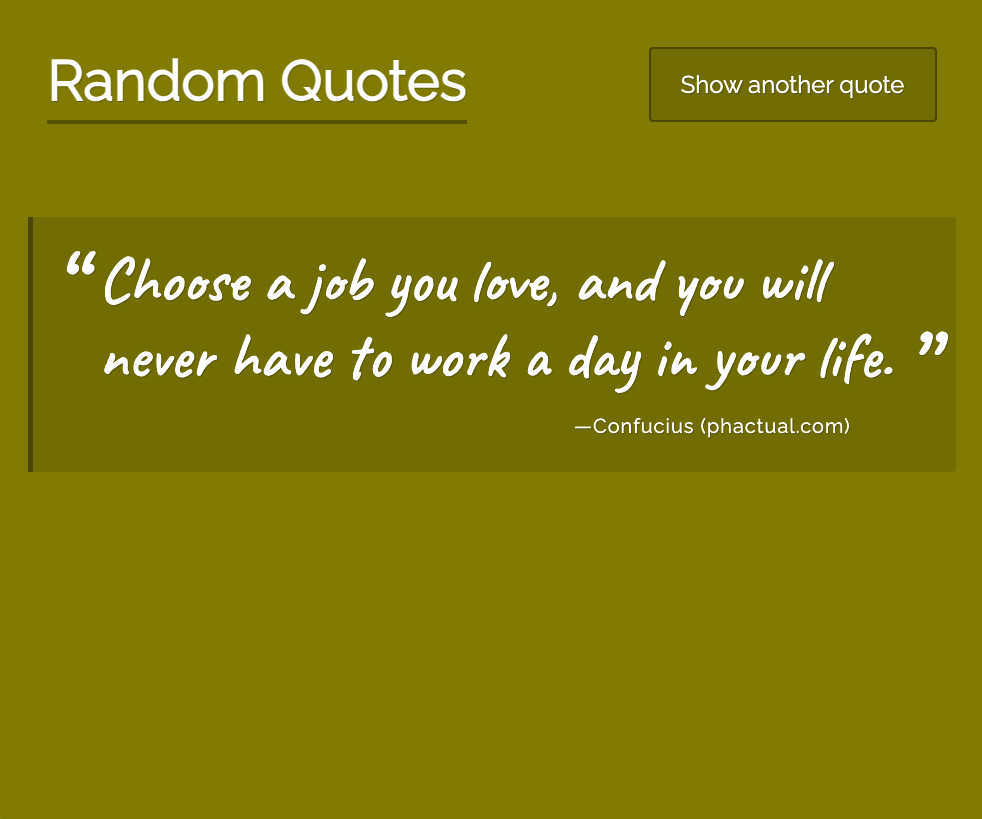 Random Quotes
Show another quote
“Choose a job you love, and you will
never have to work a day in your life. ”
—Confucius (phactual.com)